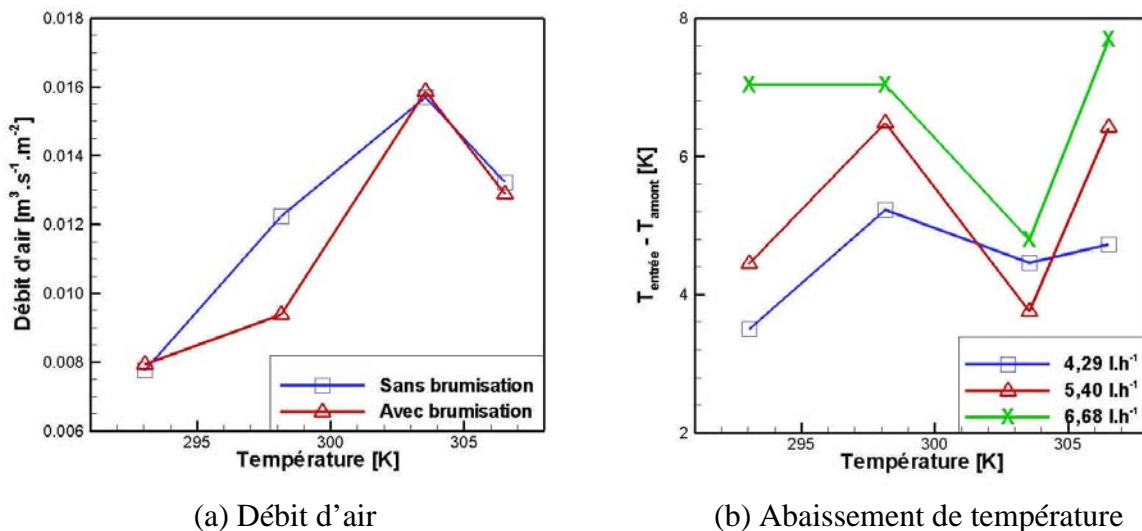 0.018
0.016
0.014
0.012
0.010
0.008
0.006
Débit d'air [m³.s⁻¹.m⁻²]
295
300
305
Température [K]
Sans brumisation
Avec brumisation
(a) Débit d'air
8
6
4
2
T entrée - T amont [K]
295
300
305
Température [K]
4,29 l.h⁻¹
5,40 l.h⁻¹
6,68 l.h⁻¹
(b) Abaissement de température